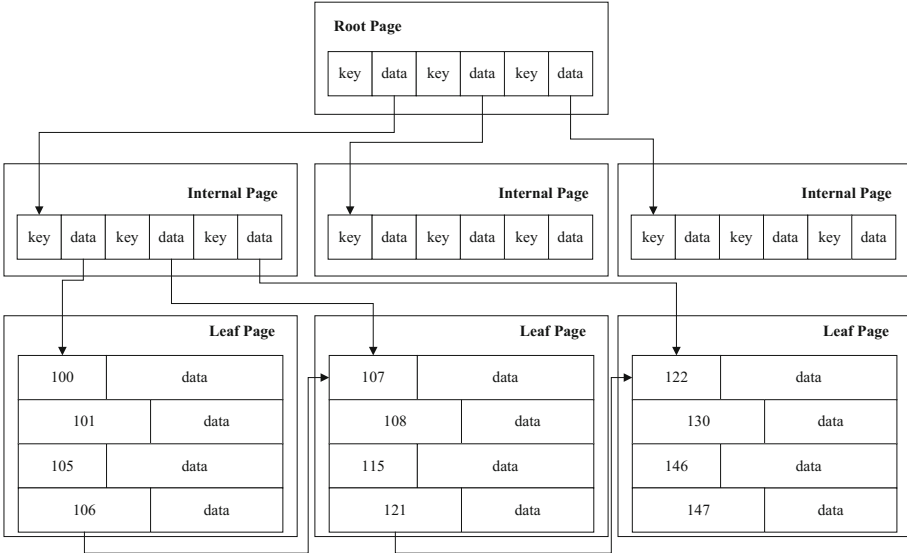 Root Page
key data key data key data
Internal Page Internal Page Internal Page
key data key data key data key data key data key data key data key data key data
Leaf Page Leaf Page Leaf Page
100 data 107 data 122 data
101 data 108 data 130 data
105 data 115 data 146 data
106 data 121 data 147 data